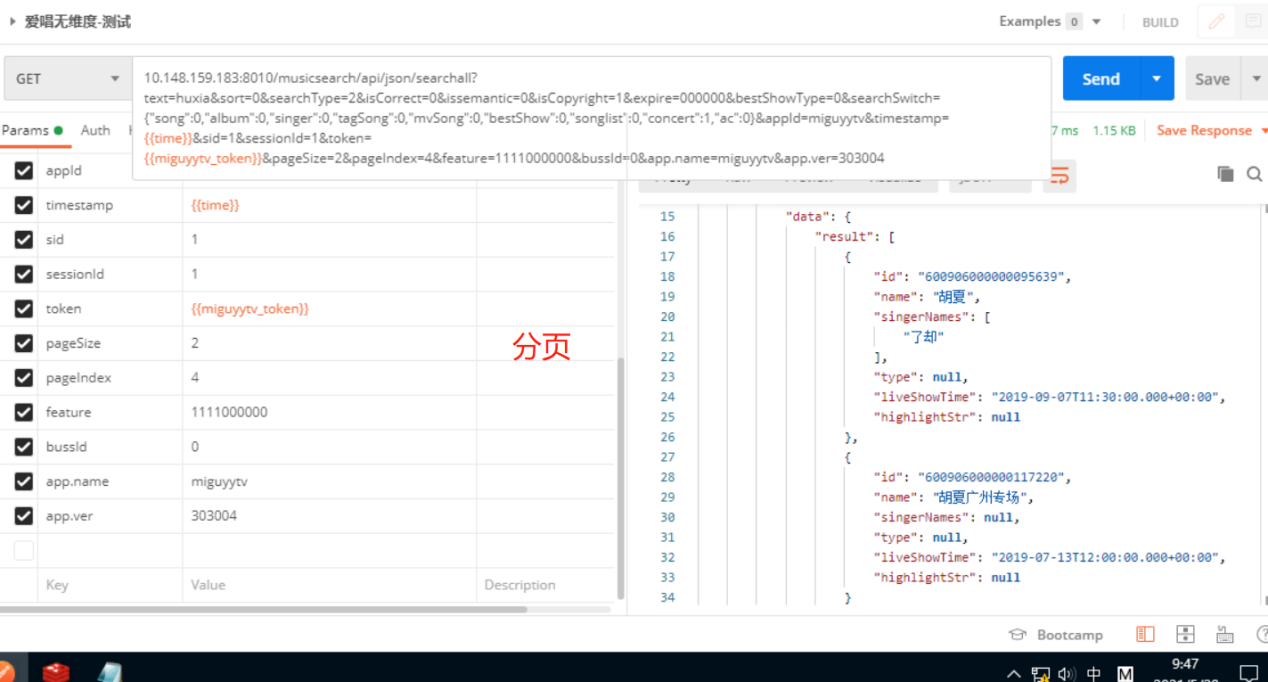 爱唱无维度-测试
Examples 0
BUILD
GET
10.148.159.183:8010/musicsearch/api/json/searchall?
text=huxia&sort=0&searchType=2&isCorrect=0&issemantic=0&isCopyright=1&expire=000000&bestShowType=0&searchSwitch=
{"song":0,"album":0,"singer":0,"tagSong":0,"mvSong":0,"bestShow":0,"songlist":0,"concert":1,"ac":0}&appId=miguyytv&timestamp=
{{time}}&sid=1&sessionId=1&token=
{{miguyytv_token}}&pageSize=2&pageIndex=4&feature=1111000000&bussId=0&app.name=miguyytv&app.ver=303004
Send
Save
Params
Auth
7 ms 1.15 KB
Save Response
appId
timestamp {{time}}
sid 1
sessionId 1
token {{miguyytv_token}}
pageSize 2
pageIndex 4
feature 1111000000
bussId 0
app.name miguyytv
app.ver 303004
Key Value Description
分页
15 "data": {
16 "result": [
17 {
18 "id": "600906000000095639",
19 "name": "胡夏",
20 "singerNames": [
21 "了却"
22 ],
23 "type": null,
24 "liveShowTime": "2019-09-07T11:30:00.000+00:00",
25 "highlightStr": null
26 },
27 {
28 "id": "600906000000117220",
29 "name": "胡夏广州专场",
30 "singerNames": null,
31 "type": null,
32 "liveShowTime": "2019-07-13T12:00:00.000+00:00",
33 "highlightStr": null
34 }
Bootcamp
中
M
9:47